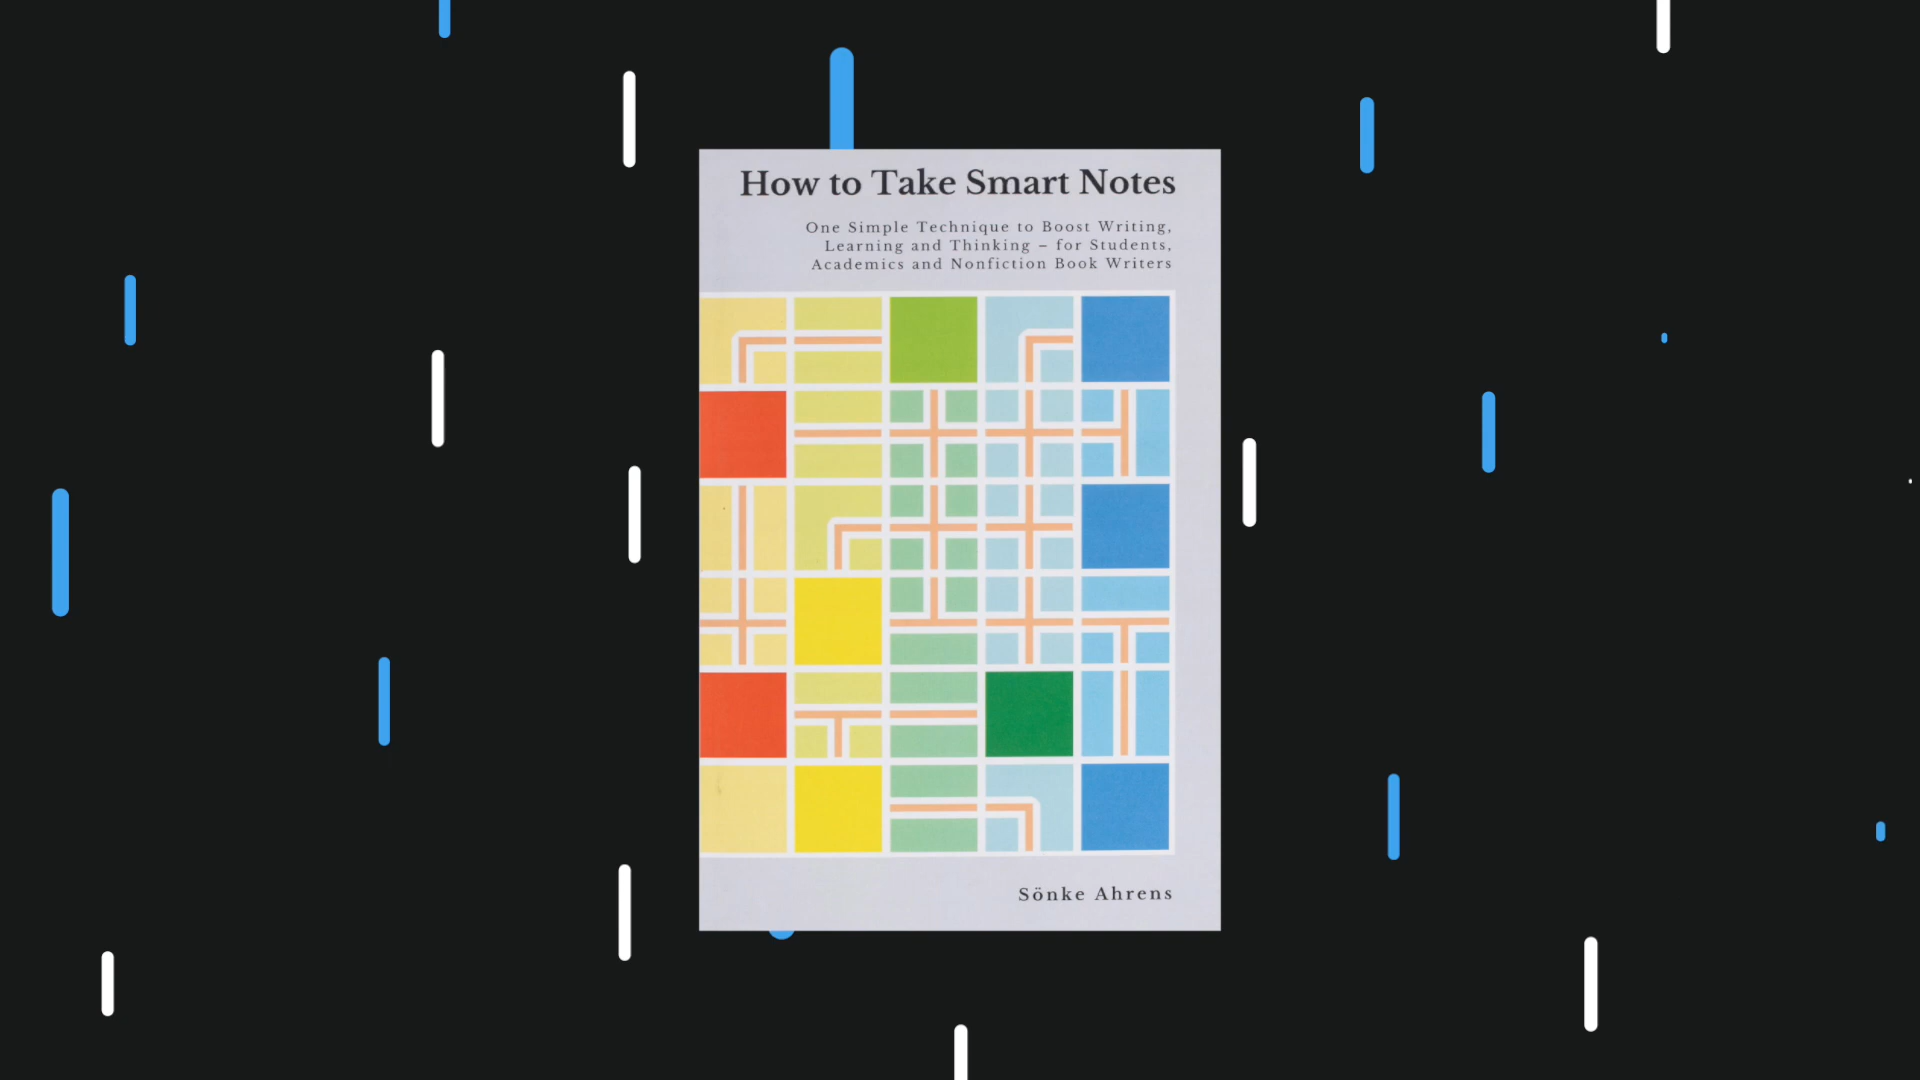 How to Take Smart Notes
One Simple Technique to Boost Writing,
Learning and Thinking – for Students,
Academics and Nonfiction Book Writers
Sönke Ahrens